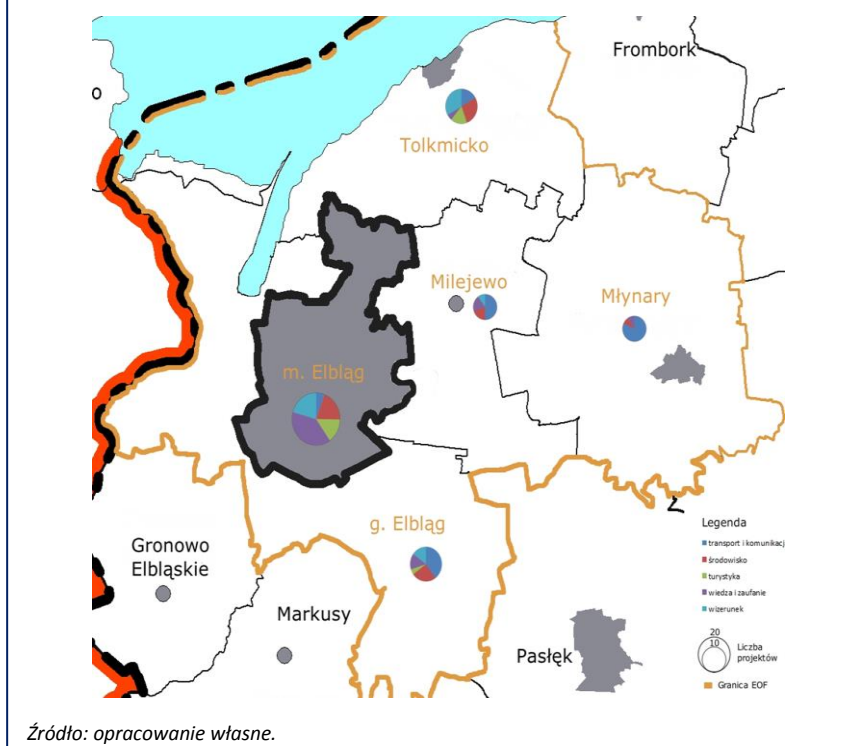 Frombork
o
Tolkmicko
Milejewo
Młynary
m. Elbląg
g. Elbląg
Gronowo
Elbląskie
Markusy
Pasłęk
Legenda
transport i komunikacj
środowisko
turystyka
wiedza i zaufanie
wizerunek
20
10
Liczba
projektów
Granica EOF
Źródło: opracowanie własne.